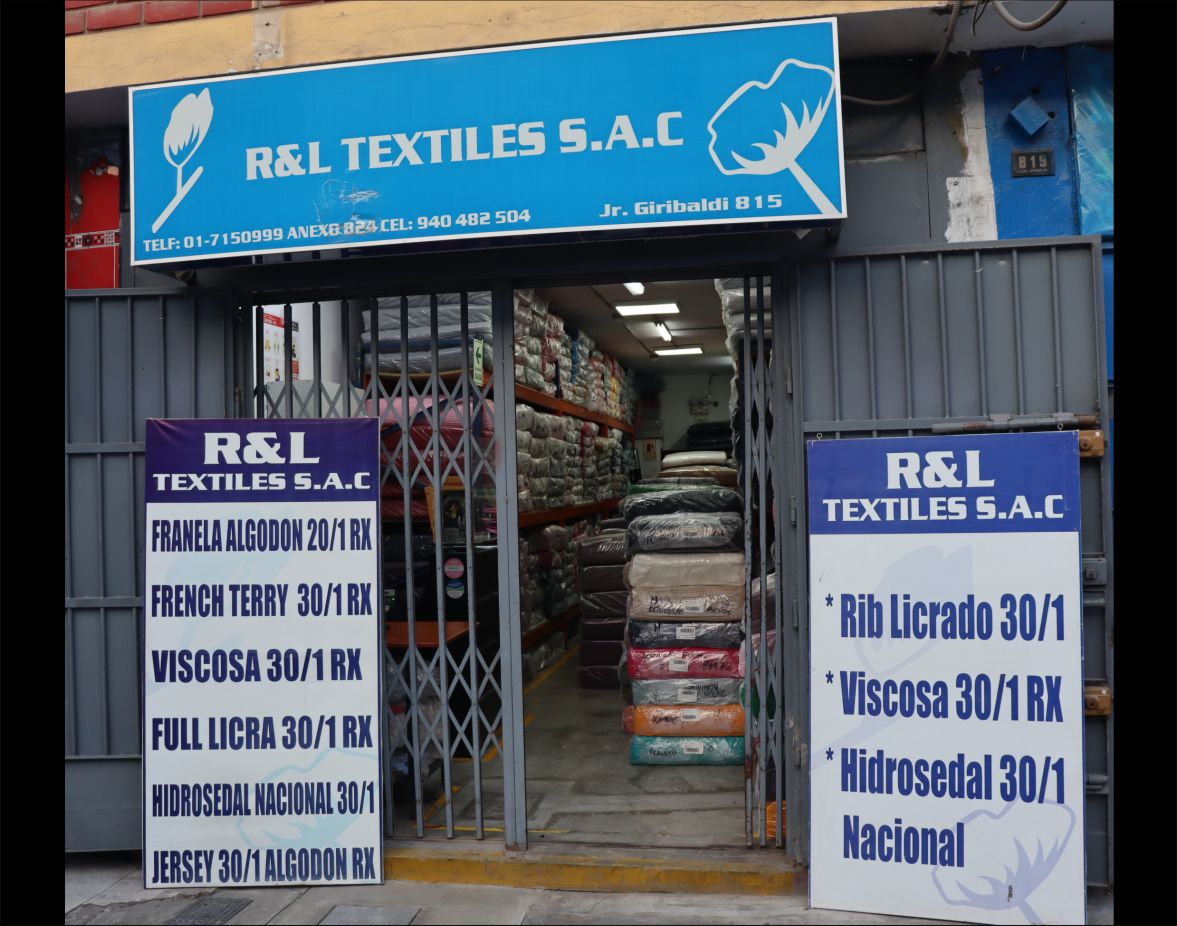 R&L TEXTILES S.A.C
Jr. Giribaldi 815
TELF: 01-7150999 ANEXO 824 CEL: 940 482 504
819
R&L
TEXTILES S.A.C
FRANELA ALGODON 20/1 RX
FRENCH TERRY 30/1 RX
VISCOSA 30/1 RX
FULL LICRA 30/1 RX
HIDROSEDAL NACIONAL 30/1
JERSEY 30/1 ALGODON RX
R&L
TEXTILES S.A.C
* Rib Licrado 30/1
* Viscosa 30/1 RX
* Hidrosedal 30/1
Nacional